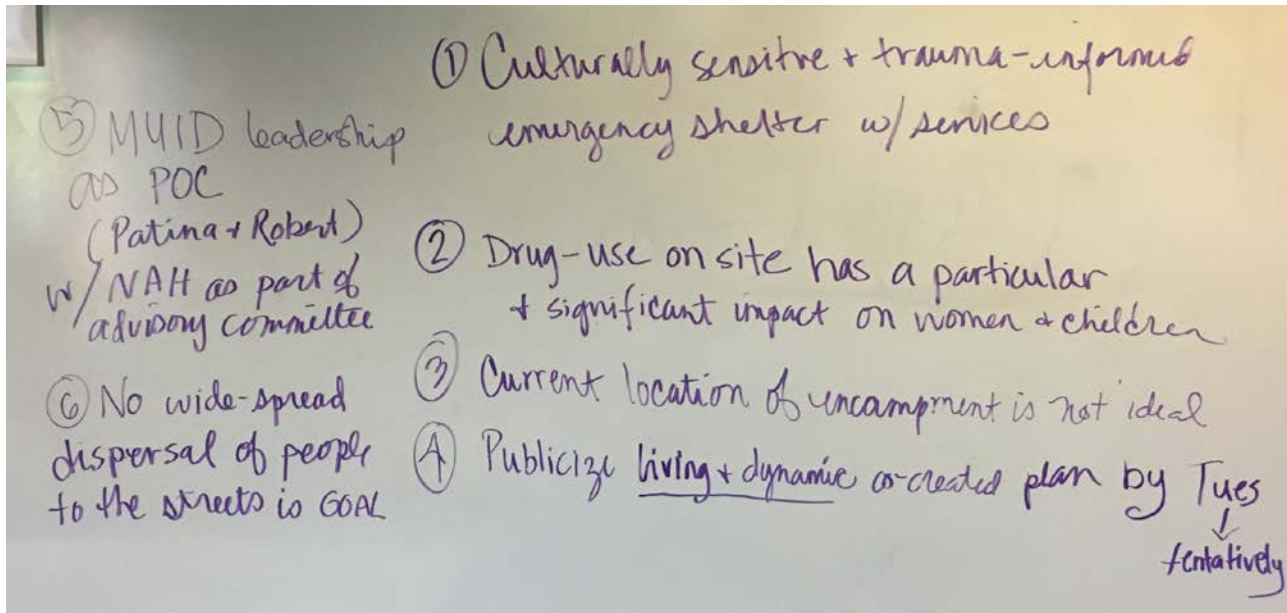 ① Culturally sensitive + trauma-informed
emergency shelter w/ services
② Drug-use on site has a particular
+ significant impact on women + children
③ Current location of encampment is not ideal
④ Publicize living + dynamic co-created plan by Tues
↓
tentatively
⑤ MUID leadership
as POC
(Patina + Robert)
w/ NAH as part of
advisory committee
⑥ No wide-spread
dispersal of people
to the streets is GOAL